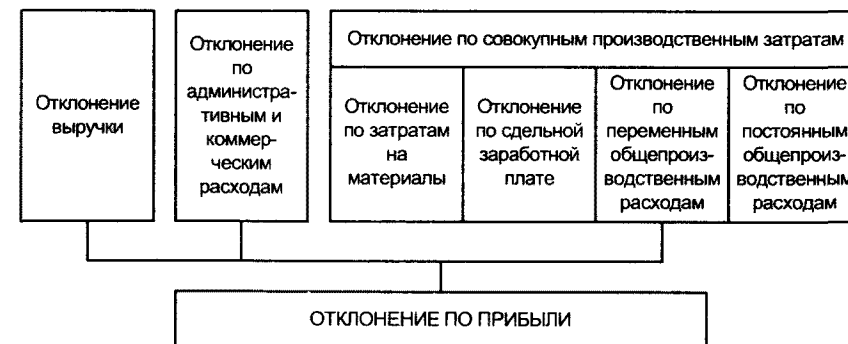 Отклонение
выручки
Отклонение
по
администра-
тивным и
коммер-
ческим
расходам
Отклонение по совокупным производственным затратам
Отклонение
по затратам
на
материалы
Отклонение
по сдельной
заработной
плате
Отклонение
по
переменным
общепроиз-
водственным
расходам
Отклонение
по
постоянным
общепроиз-
водственным
расходам
ОТКЛОНЕНИЕ ПО ПРИБЫЛИ